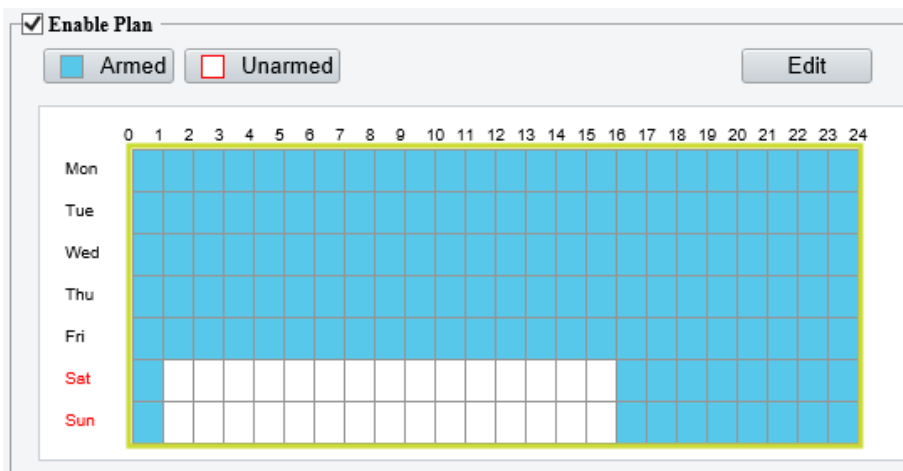 Enable Plan
Armed Unarmed Edit
0 1 2 3 4 5 6 7 8 9 10 11 12 13 14 15 16 17 18 19 20 21 22 23 24
Mon
Tue
Wed
Thu
Fri
Sat
Sun